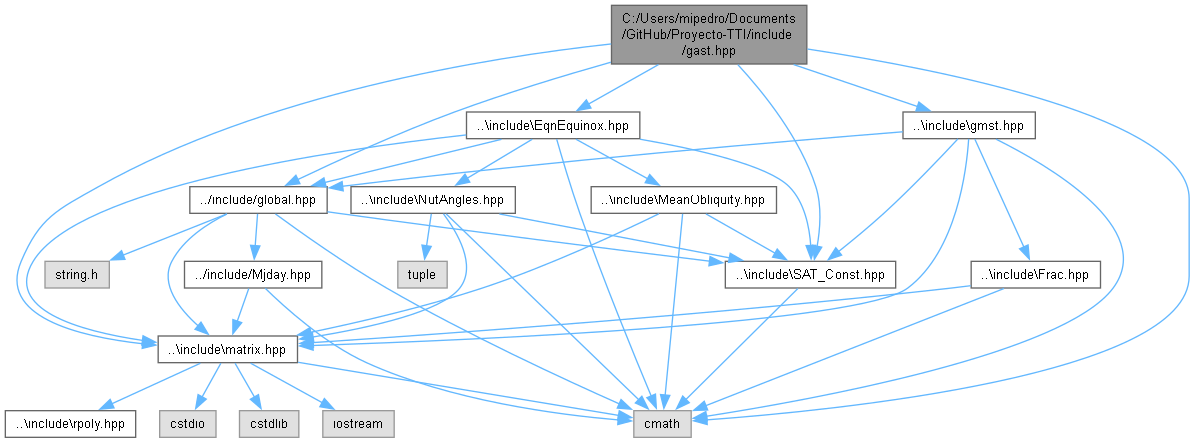 C:/Users/mipedro/Documents
/GitHub/Proyecto-TTI/include
/gast.hpp
..\include\EqnEquinox.hpp
..\include\gmst.hpp
../include/global.hpp
..\include\NutAngles.hpp
..\include\MeanObliquity.hpp
string.h
../include/Mjday.hpp
tuple
..\include\SAT_Const.hpp
..\include\Frac.hpp
..\include\matrix.hpp
..\include\rpoly.hpp
cstdio
cstdlib
iostream
cmath